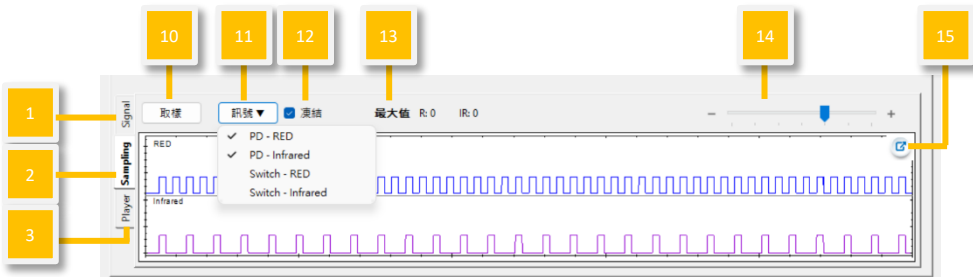 10 11 12 13 14 15
1 2 3
Signal
Sampling
Player
取樣 訊號▼ 凍結 最大值 R: 0 IR: 0 − +
PD - RED
PD - Infrared
Switch - RED
Switch - Infrared
RED
Infrared